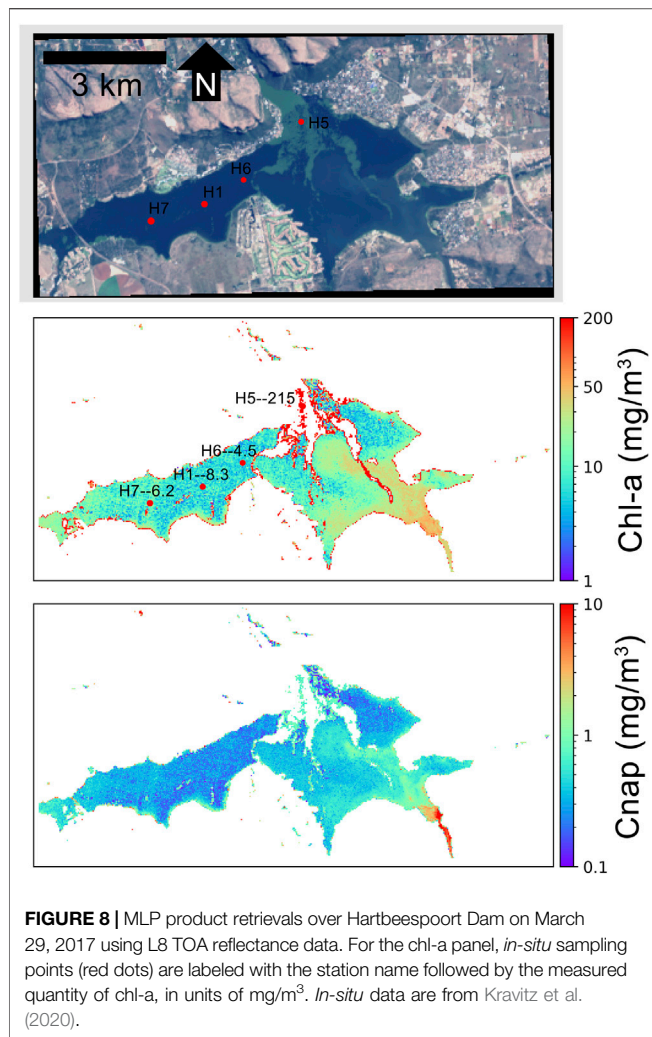 3 km
N
H5
H6
H1
H7
200
H5--215
50
H6--4.5
H1--8.3
10
H7--6.2
1
Chl-a (mg/m³)
10
1
0.1
Cnap (mg/m³)
FIGURE 8 | MLP product retrievals over Hartbeespoort Dam on March
29, 2017 using L8 TOA reflectance data. For the chl-a panel, in-situ sampling
points (red dots) are labeled with the station name followed by the measured
quantity of chl-a, in units of mg/m³. In-situ data are from Kravitz et al.
(2020).